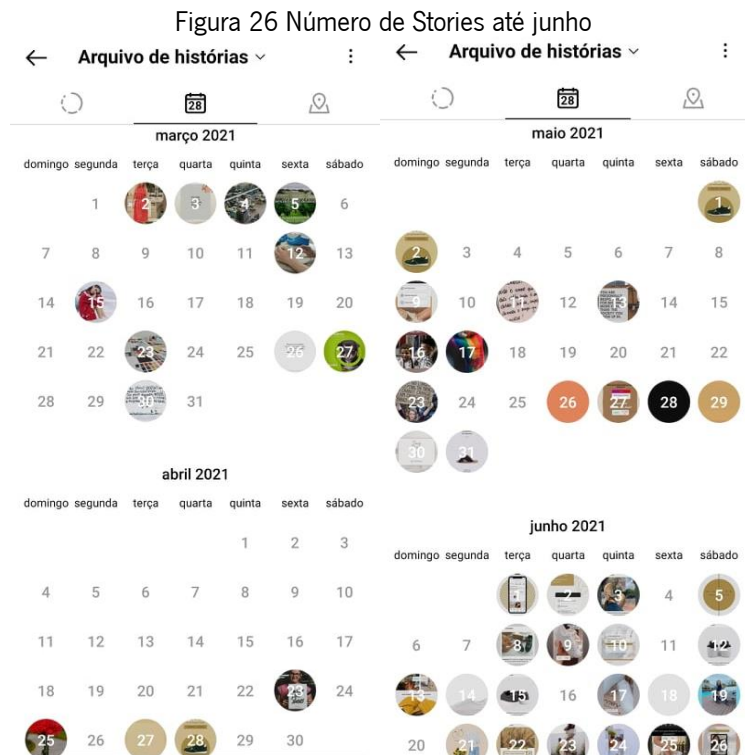 Figura 26 Número de Stories até junho
Arquivo de histórias
28
março 2021
domingo segunda terça quarta quinta sexta sábado
1 2 3 4 5 6
7 8 9 10 11 12 13
14 15 16 17 18 19 20
21 22 23 24 25 26 27
28 29 30 31
abril 2021
domingo segunda terça quarta quinta sexta sábado
1 2 3
4 5 6 7 8 9 10
11 12 13 14 15 16 17
18 19 20 21 22 23 24
25 26 27 28 29 30
Arquivo de histórias
28
maio 2021
domingo segunda terça quarta quinta sexta sábado
1
2 3 4 5 6 7 8
9 10 11 12 13 14 15
16 17 18 19 20 21 22
23 24 25 26 27 28 29
30 31
junho 2021
domingo segunda terça quarta quinta sexta sábado
1 2 3 4 5
6 7 8 9 10 11 12
13 14 15 16 17 18 19
20 21 22 23 24 25 26